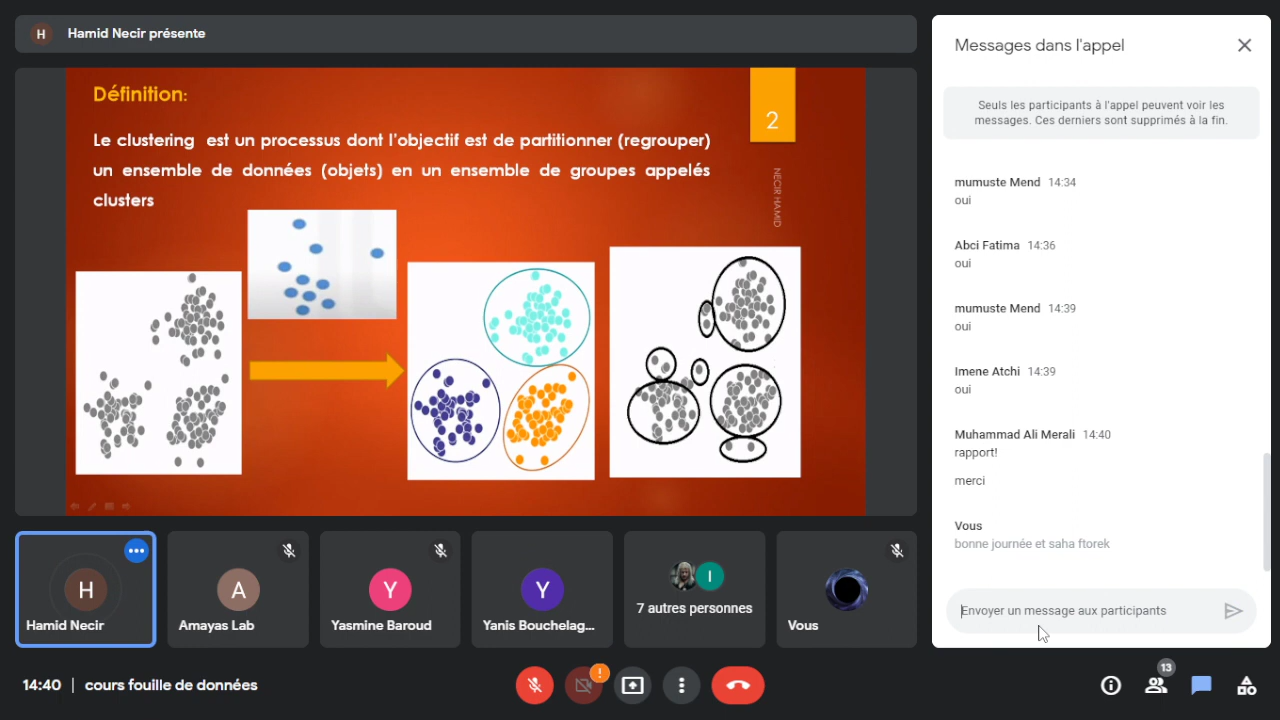 H
Hamid Necir présente
Définition:
2
Le clustering est un processus dont l'objectif est de partitionner (regrouper)
un ensemble de données (objets) en un ensemble de groupes appelés
clusters
NECIR HAMID
H
Hamid Necir
A
Amayas Lab
Y
Yasmine Baroud
Y
Yanis Bouchelag...
I
7 autres personnes
Vous
14:40 | cours fouille de données
!
13
Messages dans l'appel
Seuls les participants à l'appel peuvent voir les
messages. Ces derniers sont supprimés à la fin.
mumuste Mend 14:34
oui
Abci Fatima 14:36
oui
mumuste Mend 14:39
oui
Imene Atchi 14:39
oui
Muhammad Ali Merali 14:40
rapport!
merci
Vous
bonne journée et saha ftorek
Envoyer un message aux participants